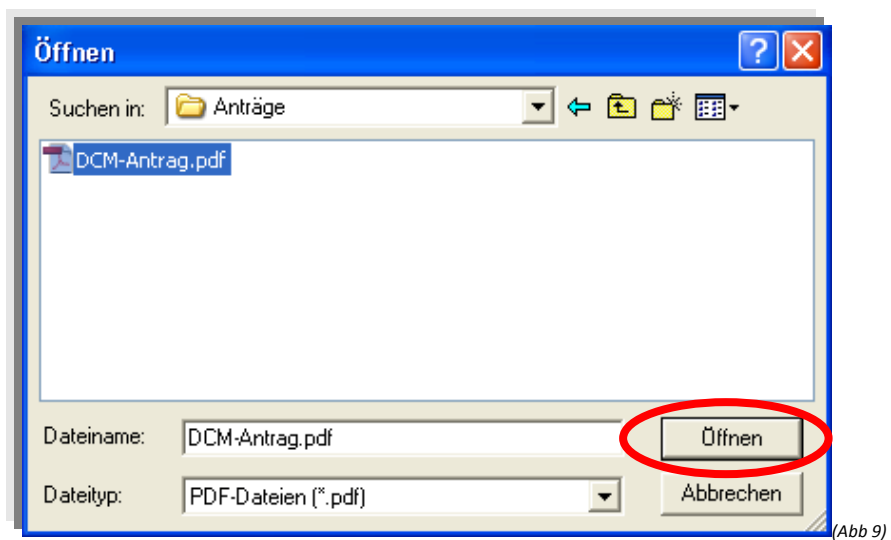 Öffnen
Suchen in: Anträge
DCM-Antrag.pdf
Dateiname: DCM-Antrag.pdf Öffnen
Dateityp: PDF-Dateien (*.pdf) Abbrechen
(Abb 9)